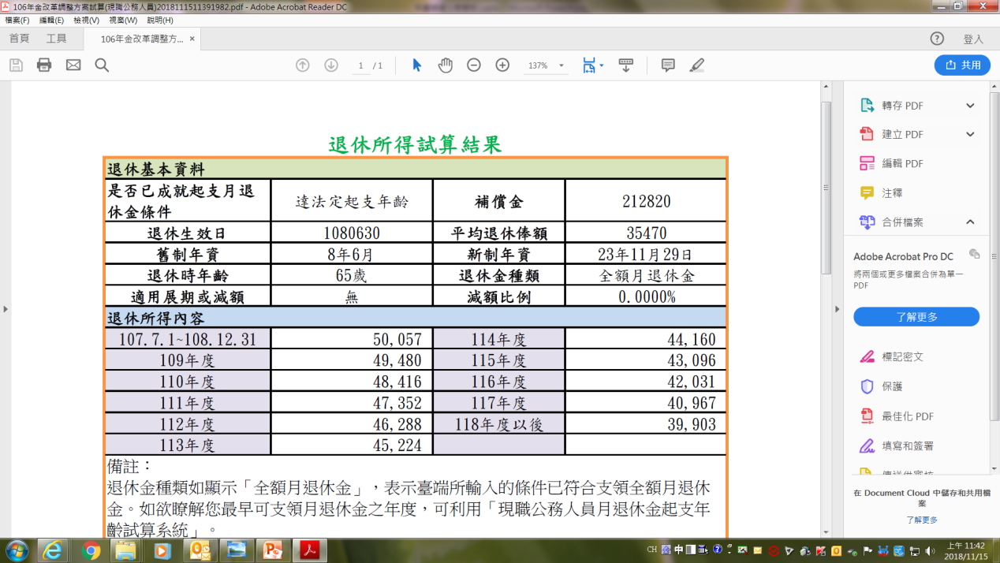 106年金改革調整方案試算(現職公務人員)2018111511391982.pdf - Adobe Acrobat Reader DC
檔案(F) 編輯(E) 檢視(V) 視窗(W) 說明(H)
首頁 工具 106年金改革調整方... × 登入
1 / 1 137% 共用
退休所得試算結果
退休基本資料
是否已成就起支月退休金條件 達法定起支年齡 補償金 212820
退休生效日 1080630 平均退休俸額 35470
舊制年資 8年6月 新制年資 23年11月29日
退休時年齡 65歲 退休金種類 全額月退休金
適用展期或減額 無 減額比例 0.0000%
退休所得內容
107.7.1~108.12.31 50,057 114年度 44,160
109年度 49,480 115年度 43,096
110年度 48,416 116年度 42,031
111年度 47,352 117年度 40,967
112年度 46,288 118年度以後 39,903
113年度 45,224
備註：
退休金種類如顯示「全額月退休金」，表示臺端所輸入的條件已符合支領全額月退休
金。如欲瞭解您最早可支領月退休金之年度，可利用「現職公務人員月退休金起支年
齡試算系統」。
轉存 PDF
建立 PDF
編輯 PDF
注釋
合併檔案
Adobe Acrobat Pro DC
將兩個或更多檔案合併為單一
PDF
了解更多
標記密文
保護
最佳化 PDF
填寫和簽署
在 Document Cloud 中儲存和共用檔
案
了解更多
CH 中 上午 11:42
2018/11/15